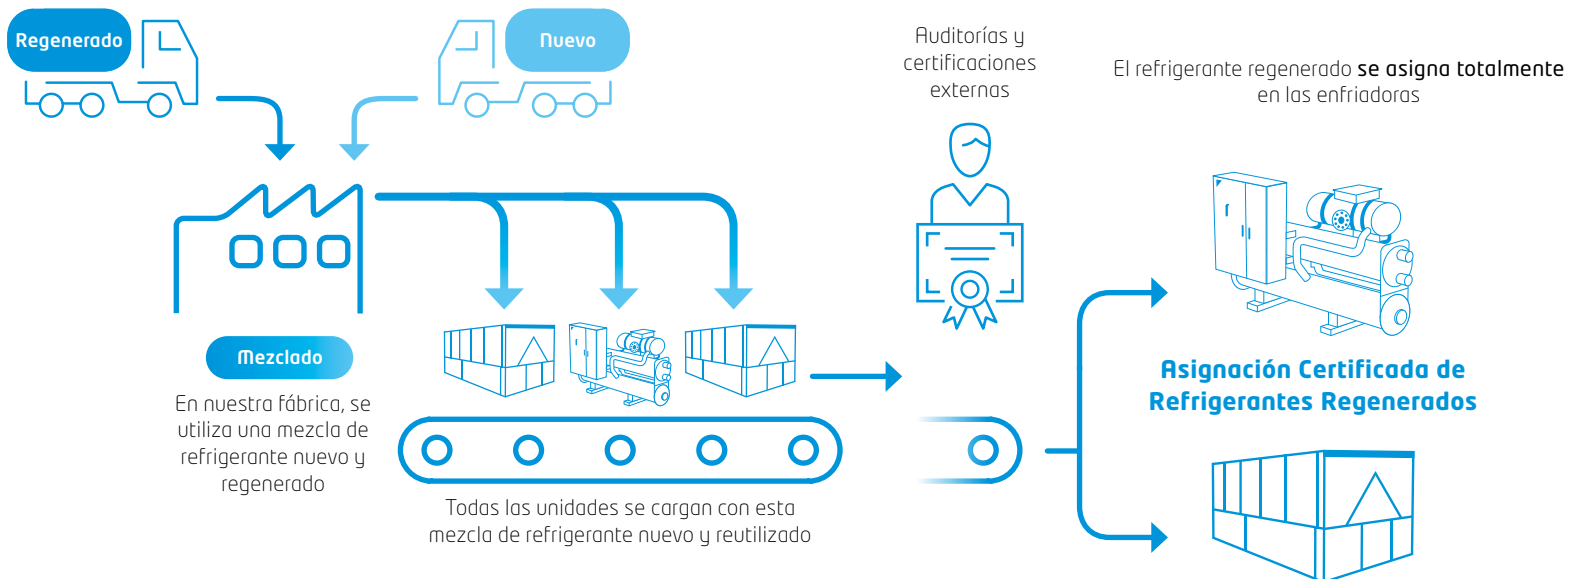 Regenerado
Nuevo
Auditorías y
certificaciones
externas
El refrigerante regenerado se asigna totalmente
en las enfriadoras
Mezclado
En nuestra fábrica, se
utiliza una mezcla de
refrigerante nuevo y
regenerado
Todas las unidades se cargan con esta
mezcla de refrigerante nuevo y reutilizado
Asignación Certificada de
Refrigerantes Regenerados